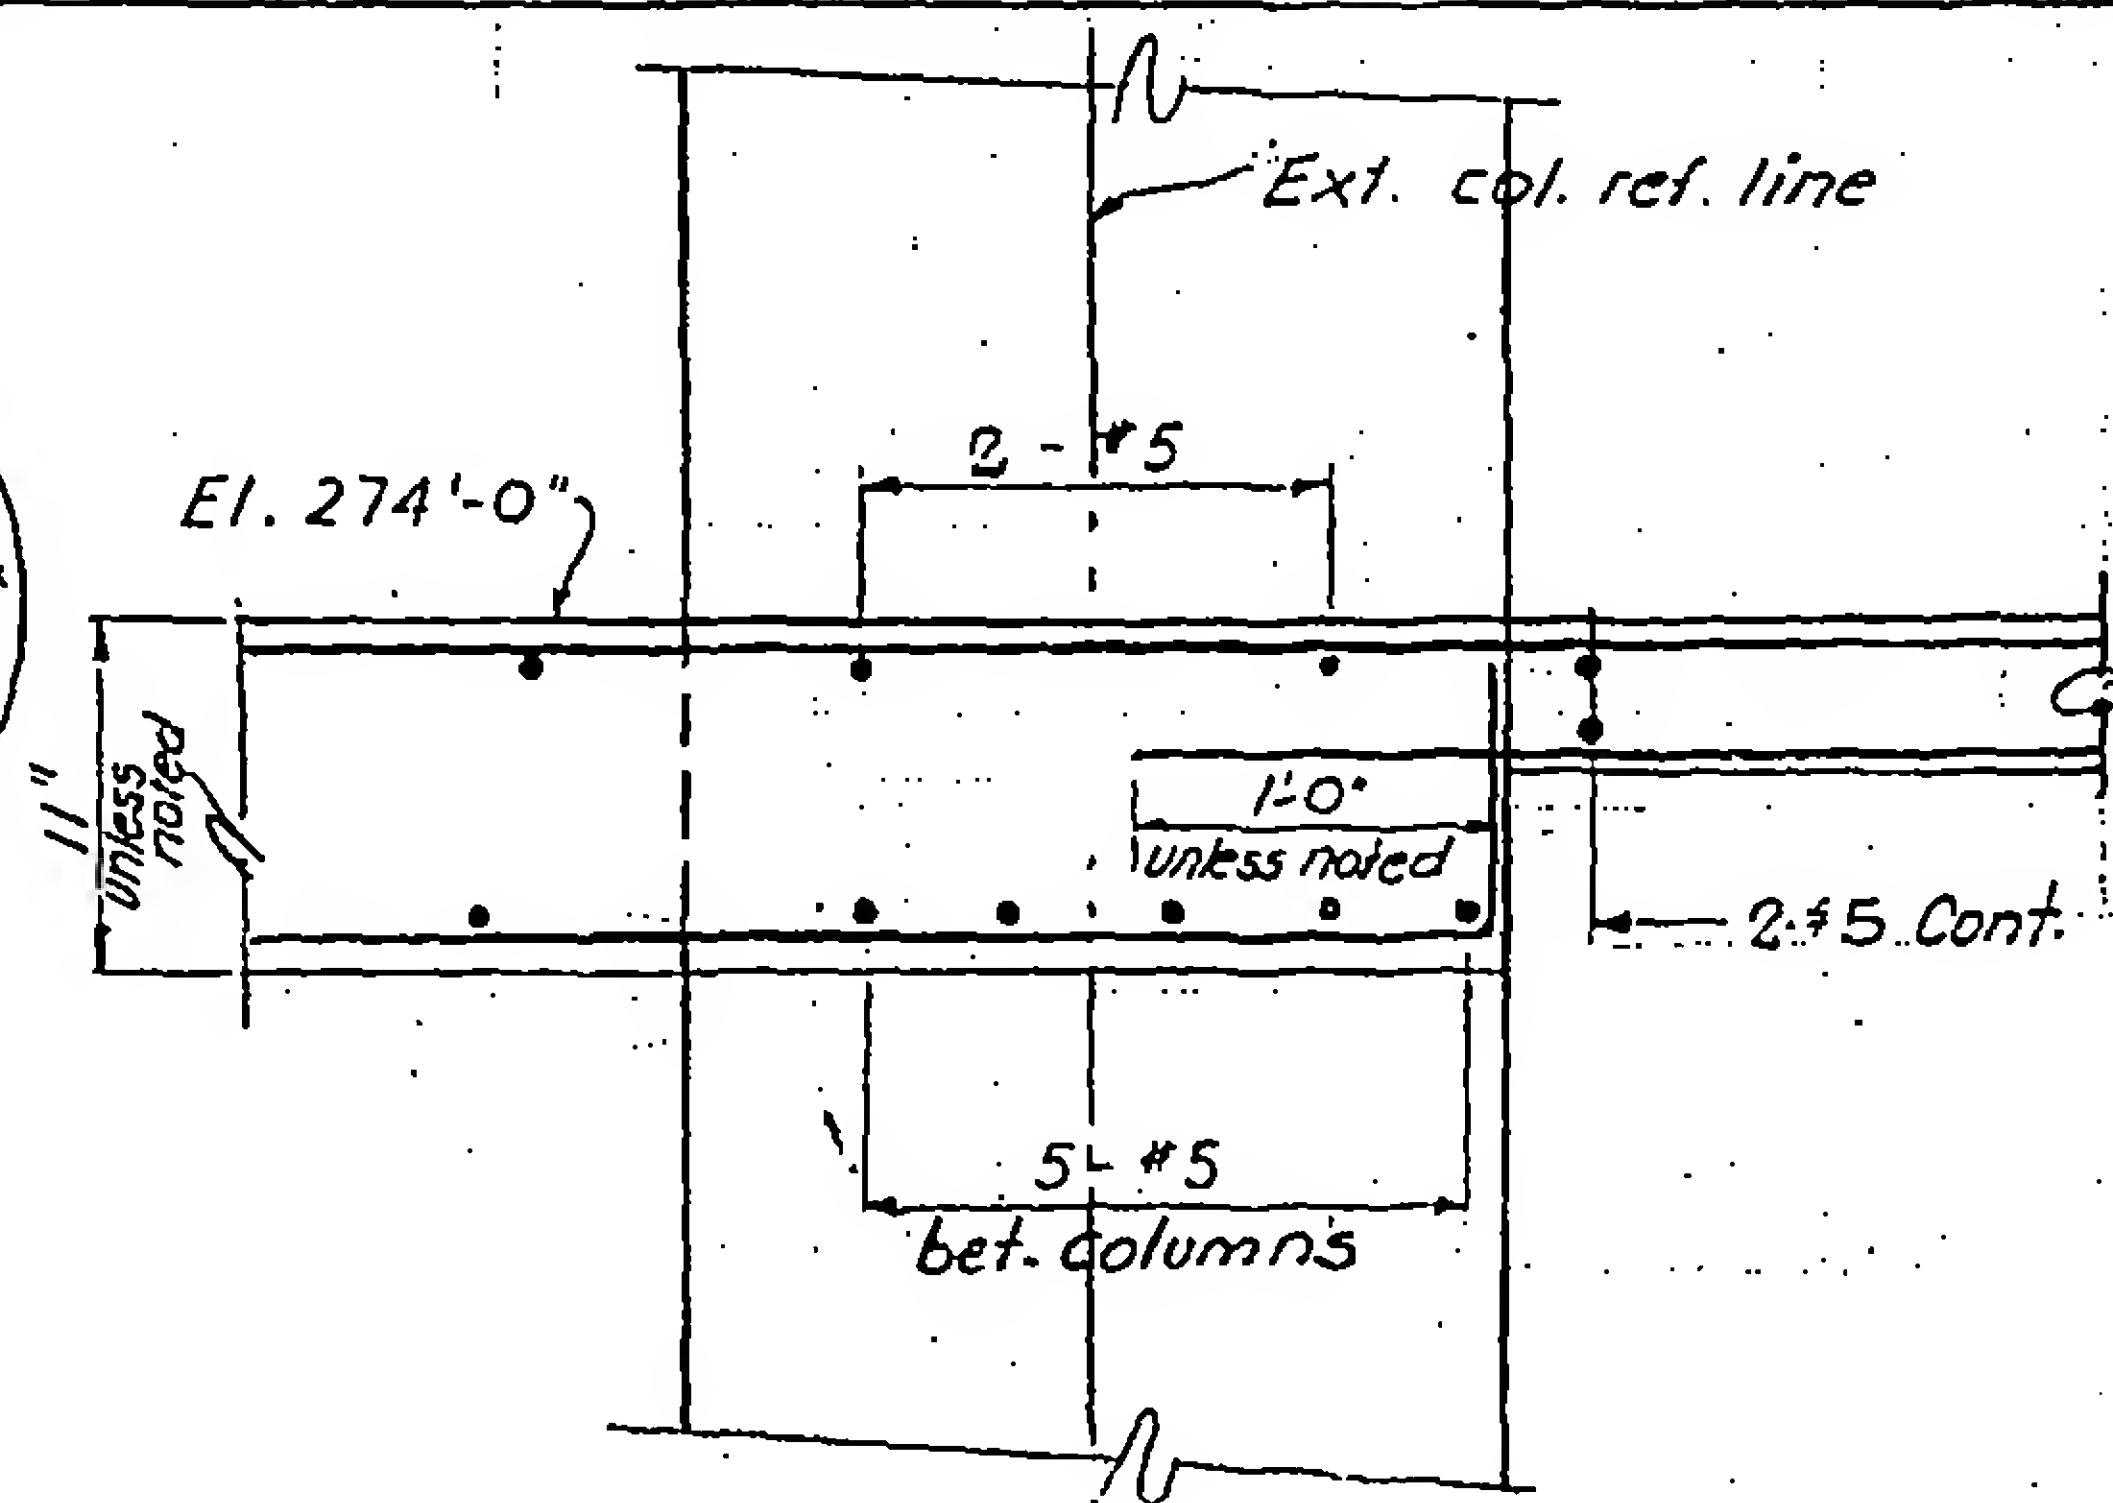 Ext. col. ref. line
2 - #5
El. 274'-0"
11"
unless
noted
1'-0"
unless noted
2-#5 Cont.
5 - #5
bet. columns